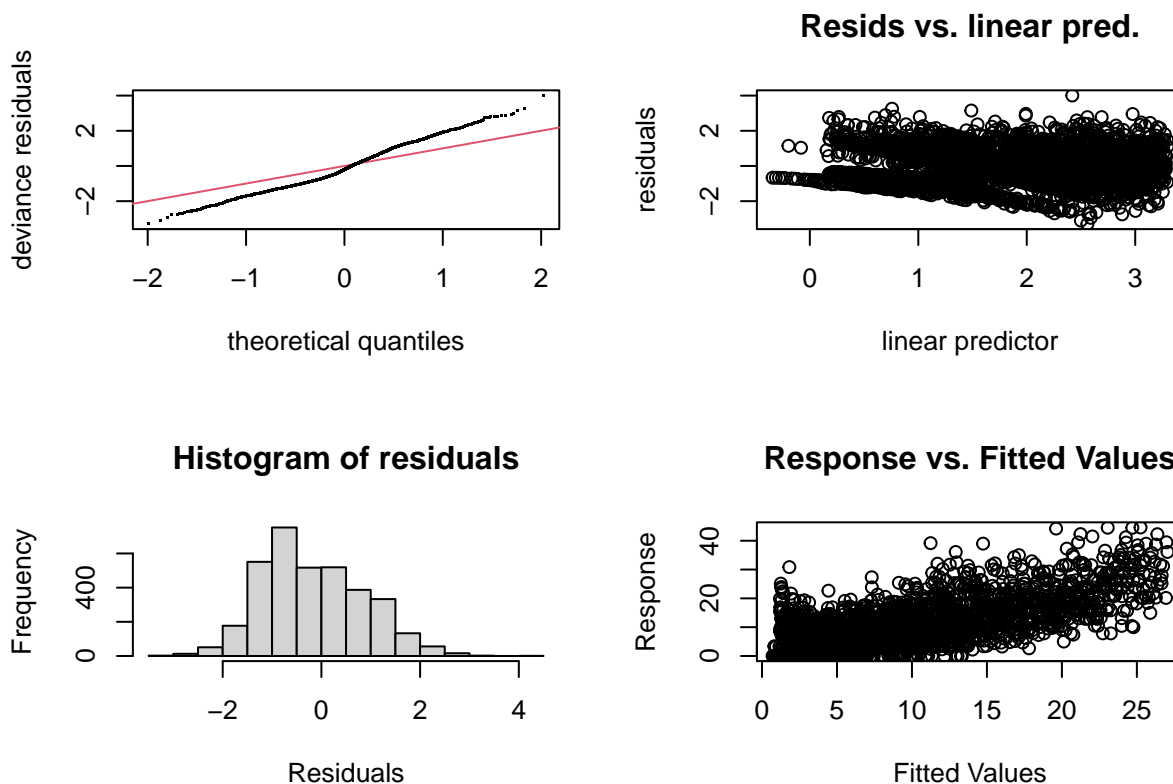 deviance residuals
−2
2
−2
−1
0
1
2
theoretical quantiles
Resids vs. linear pred.
residuals
−2
2
0
1
2
3
linear predictor
Histogram of residuals
Frequency
0
400
−2
0
2
4
Residuals
Response vs. Fitted Values
Response
0
20
40
0
5
10
15
20
25
Fitted Values